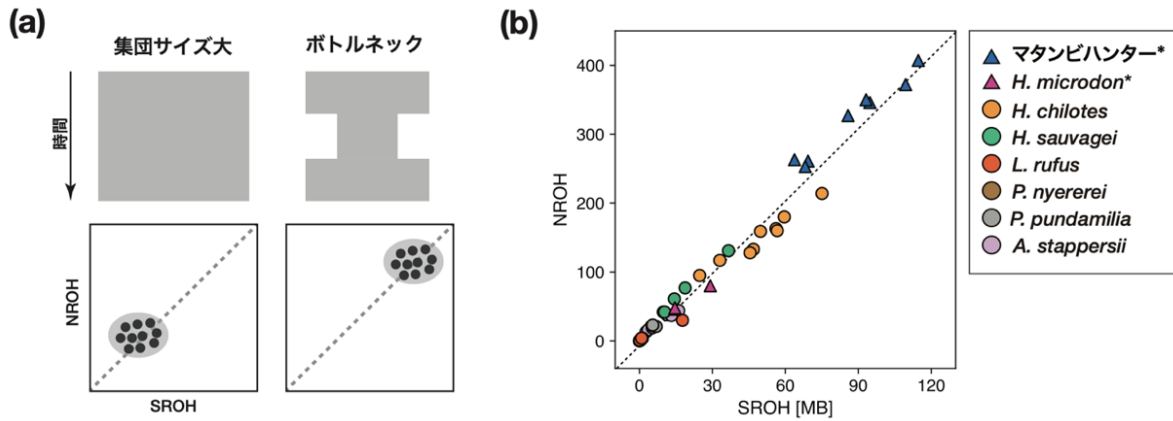 (a)
集団サイズ大
ボトルネック
時間
NROH
SROH
(b)
NROH
400
300
200
100
0
0
30
60
90
120
SROH [MB]
マタンビハンター*
H. microdon*
H. chilotes
H. sauvagei
L. rufus
P. nyererei
P. pundamilia
A. stappersii